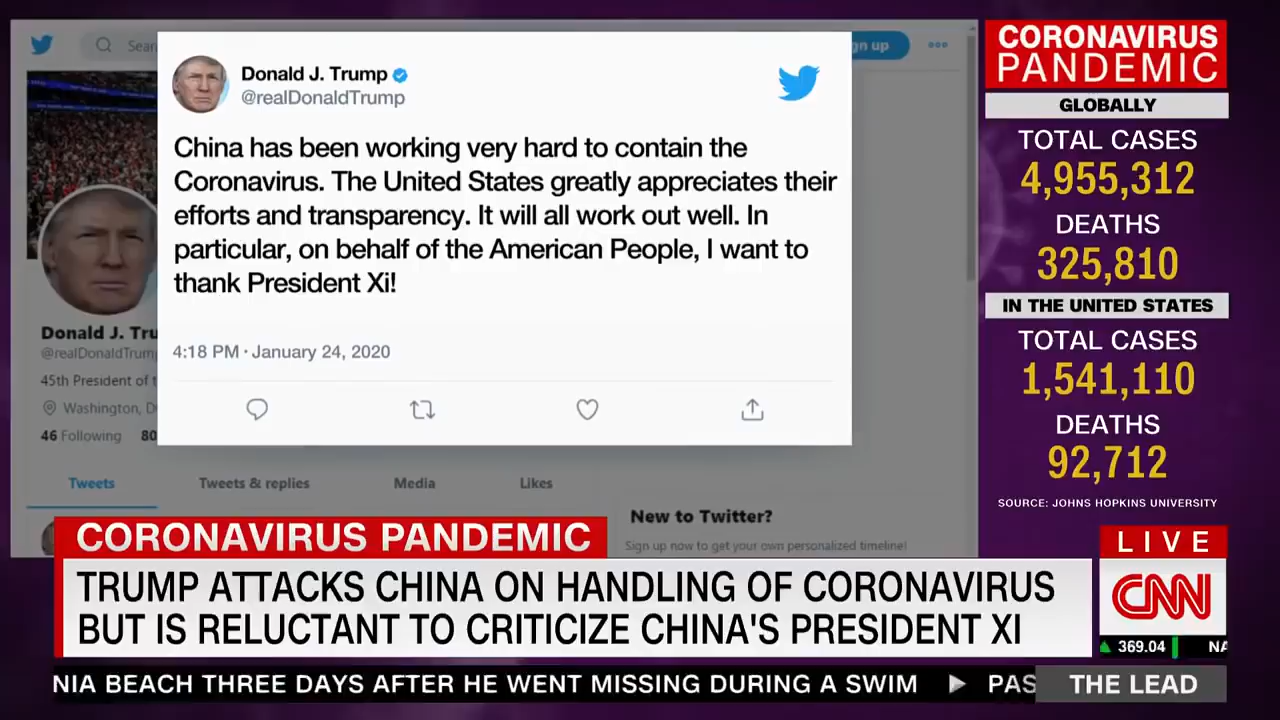 Sear
gn up
Donald J. Trump
@realDonaldTrump
China has been working very hard to contain the
Coronavirus. The United States greatly appreciates their
efforts and transparency. It will all work out well. In
particular, on behalf of the American People, I want to
thank President Xi!
4:18 PM · January 24, 2020
Donald J. Tru
@realDonaldTrum
45th President of t
Washington, D
46 Following 80
Tweets Tweets & replies Media Likes
New to Twitter?
Sign up now to get your own personalized timeline!
CORONAVIRUS
PANDEMIC
GLOBALLY
TOTAL CASES
4,955,312
DEATHS
325,810
IN THE UNITED STATES
TOTAL CASES
1,541,110
DEATHS
92,712
SOURCE: JOHNS HOPKINS UNIVERSITY
CORONAVIRUS PANDEMIC
TRUMP ATTACKS CHINA ON HANDLING OF CORONAVIRUS
BUT IS RELUCTANT TO CRITICIZE CHINA'S PRESIDENT XI
LIVE
CNN
369.04 NA
NIA BEACH THREE DAYS AFTER HE WENT MISSING DURING A SWIM PAS
THE LEAD